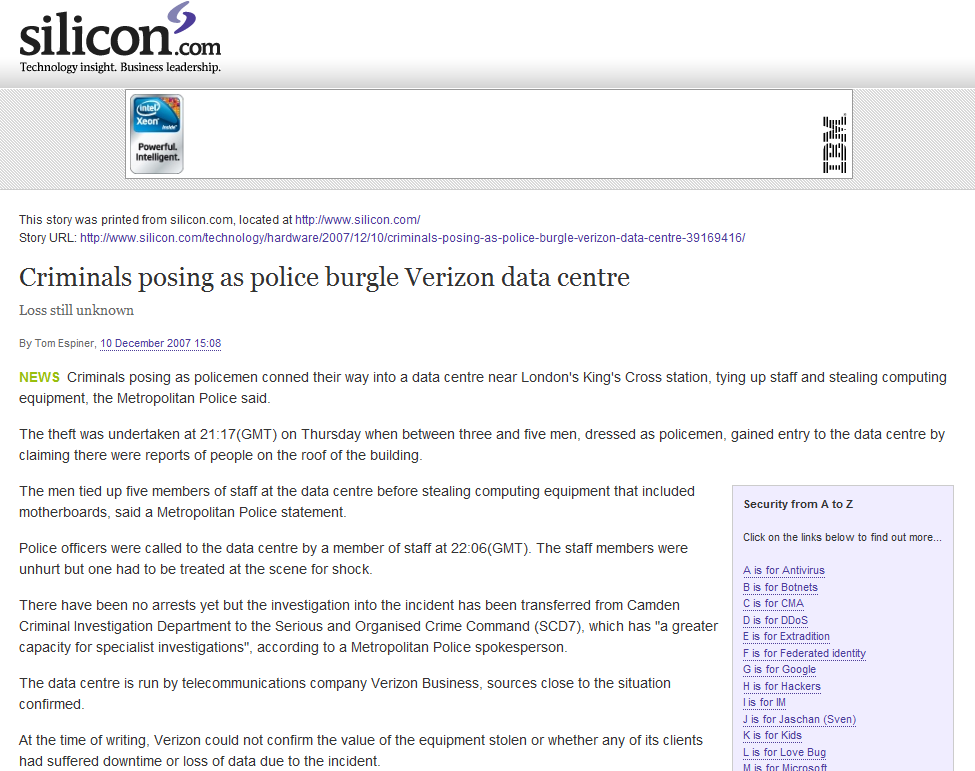 silicon.com
Technology insight. Business leadership.
intel
Xeon
inside
Powerful.
Intelligent.
IBM
This story was printed from silicon.com, located at http://www.silicon.com/
Story URL: http://www.silicon.com/technology/hardware/2007/12/10/criminals-posing-as-police-burgle-verizon-data-centre-39169416/
Criminals posing as police burgle Verizon data centre
Loss still unknown
By Tom Espiner, 10 December 2007 15:08
NEWS Criminals posing as policemen conned their way into a data centre near London's King's Cross station, tying up staff and stealing computing
equipment, the Metropolitan Police said.
The theft was undertaken at 21:17(GMT) on Thursday when between three and five men, dressed as policemen, gained entry to the data centre by
claiming there were reports of people on the roof of the building.
The men tied up five members of staff at the data centre before stealing computing equipment that included
motherboards, said a Metropolitan Police statement.
Police officers were called to the data centre by a member of staff at 22:06(GMT). The staff members were
unhurt but one had to be treated at the scene for shock.
There have been no arrests yet but the investigation into the incident has been transferred from Camden
Criminal Investigation Department to the Serious and Organised Crime Command (SCD7), which has "a greater
capacity for specialist investigations", according to a Metropolitan Police spokesperson.
The data centre is run by telecommunications company Verizon Business, sources close to the situation
confirmed.
At the time of writing, Verizon could not confirm the value of the equipment stolen or whether any of its clients
had suffered downtime or loss of data due to the incident.
Security from A to Z
Click on the links below to find out more...
A is for Antivirus
B is for Botnets
C is for CMA
D is for DDoS
E is for Extradition
F is for Federated identity
G is for Google
H is for Hackers
I is for IM
J is for Jaschan (Sven)
K is for Kids
L is for Love Bug
M is for Microsoft